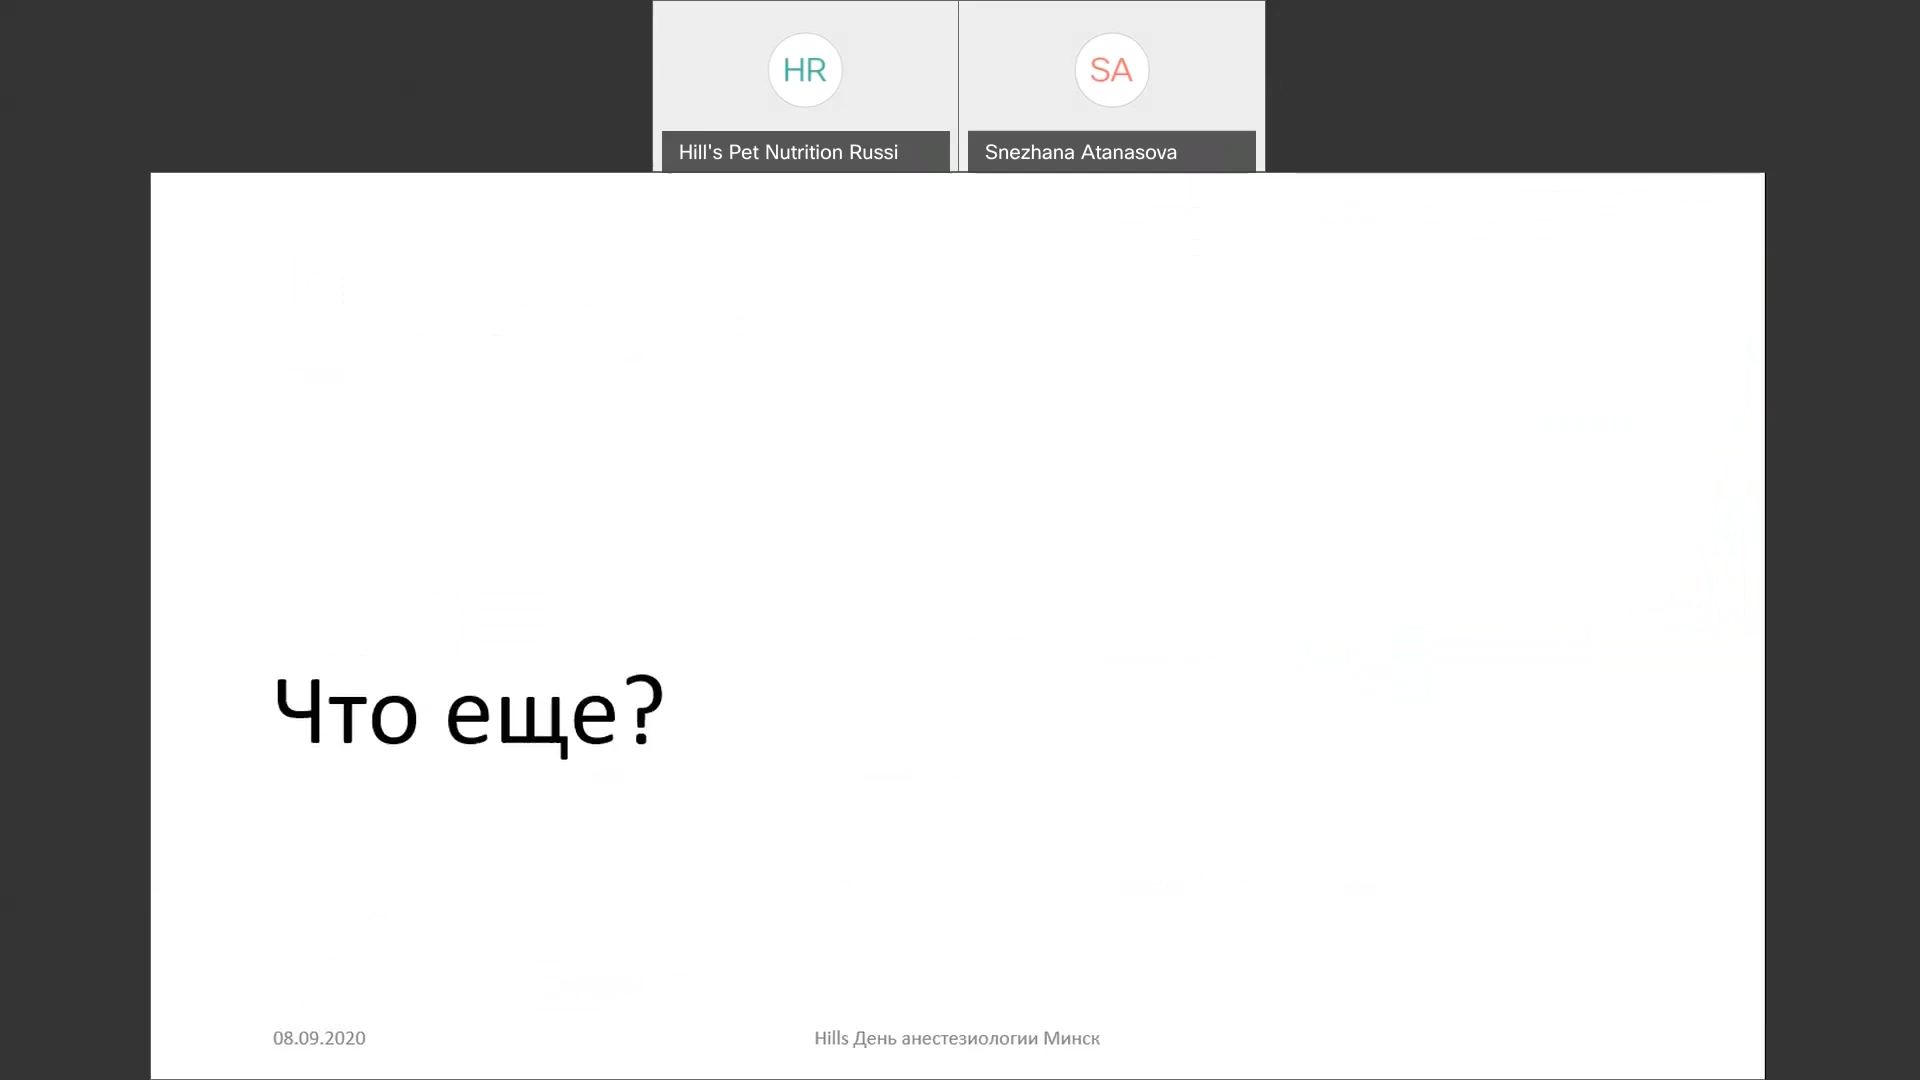 HR
SA
Hill's Pet Nutrition Russi
Snezhana Atanasova
Что еще?
08.09.2020
Hills День анестезиологии Минск